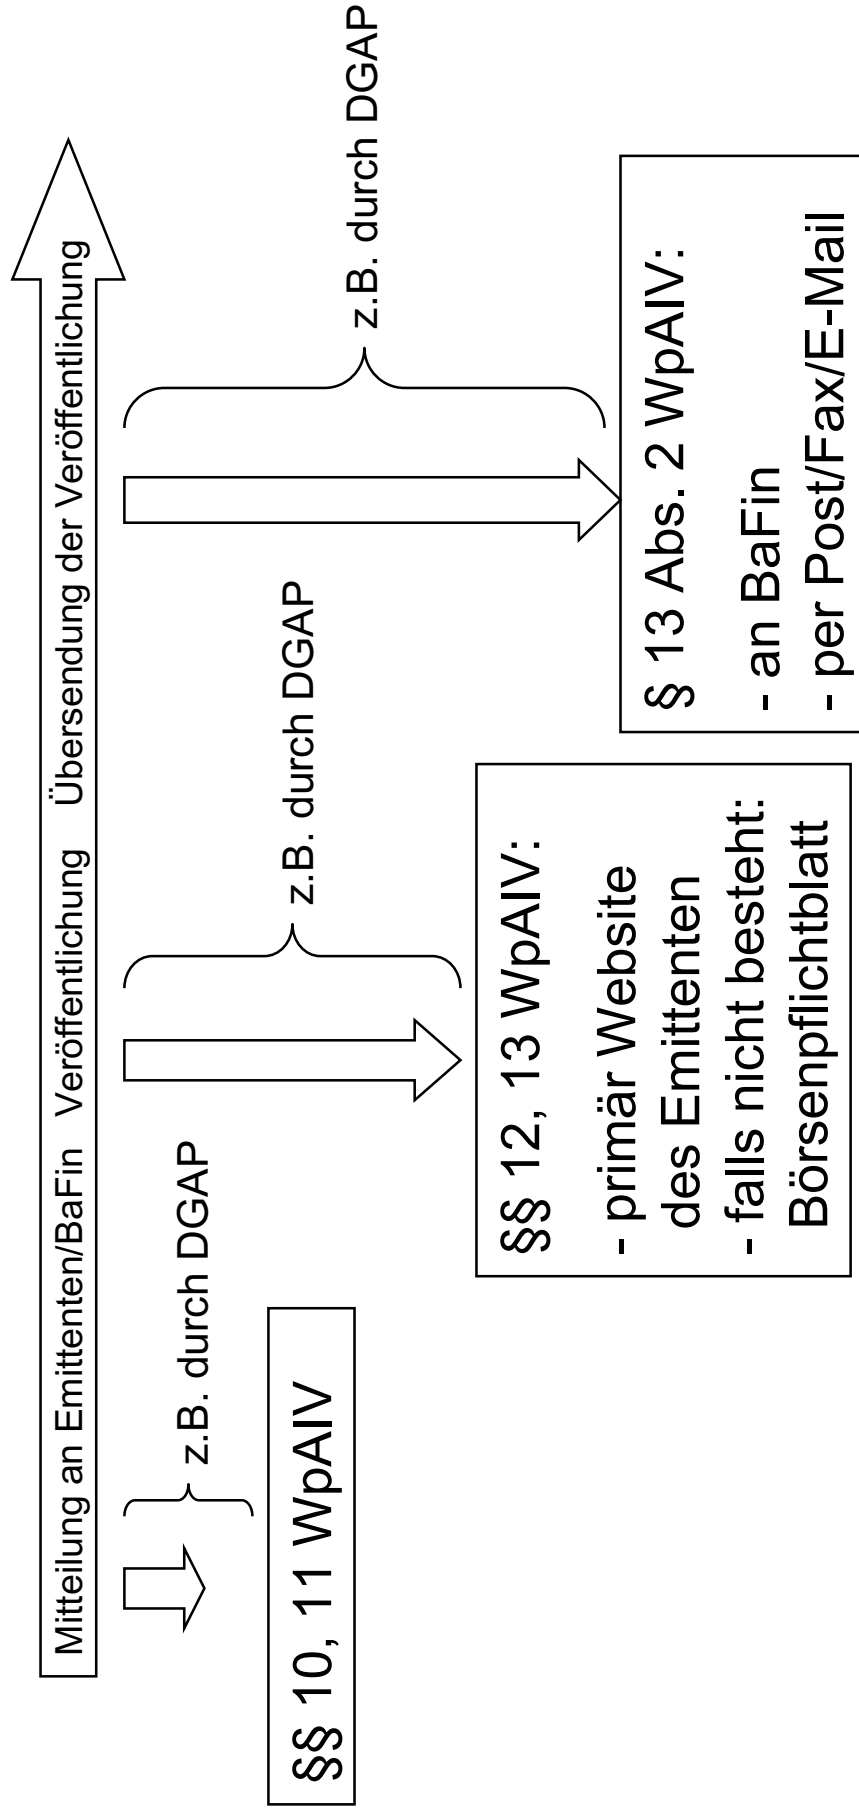 Mitteilung an Emittenten/BaFin Veröffentlichung Übersendung der Veröffentlichung
z.B. durch DGAP
z.B. durch DGAP
z.B. durch DGAP
§§ 10, 11 WpAIV
§§ 12, 13 WpAIV:
- primär Website
des Emittenten
- falls nicht besteht:
Börsenpflichtblatt
§ 13 Abs. 2 WpAIV:
- an BaFin
- per Post/Fax/E-Mail